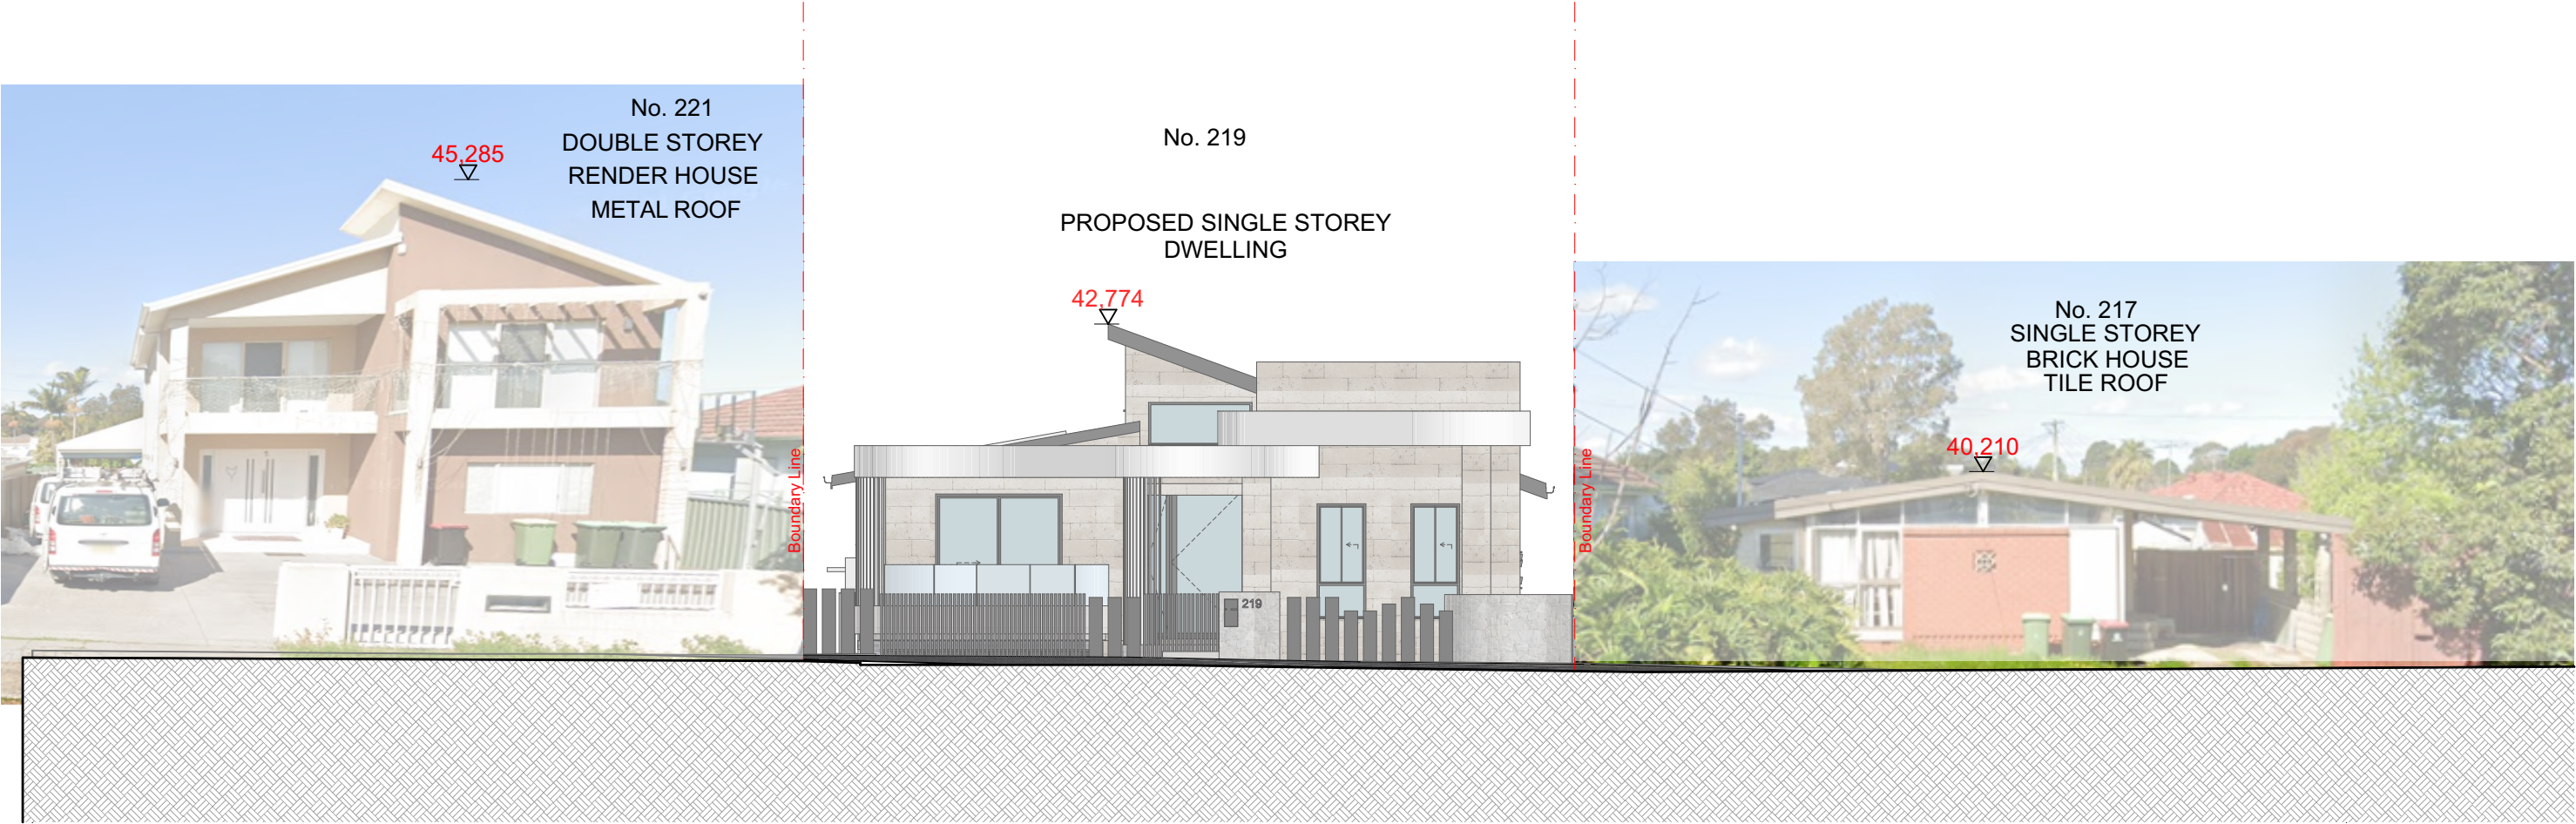 No. 221
DOUBLE STOREY
RENDER HOUSE
METAL ROOF
45,285
No. 219
PROPOSED SINGLE STOREY
DWELLING
42,774
No. 217
SINGLE STOREY
BRICK HOUSE
TILE ROOF
40,210
Boundary Line
Boundary Line
219